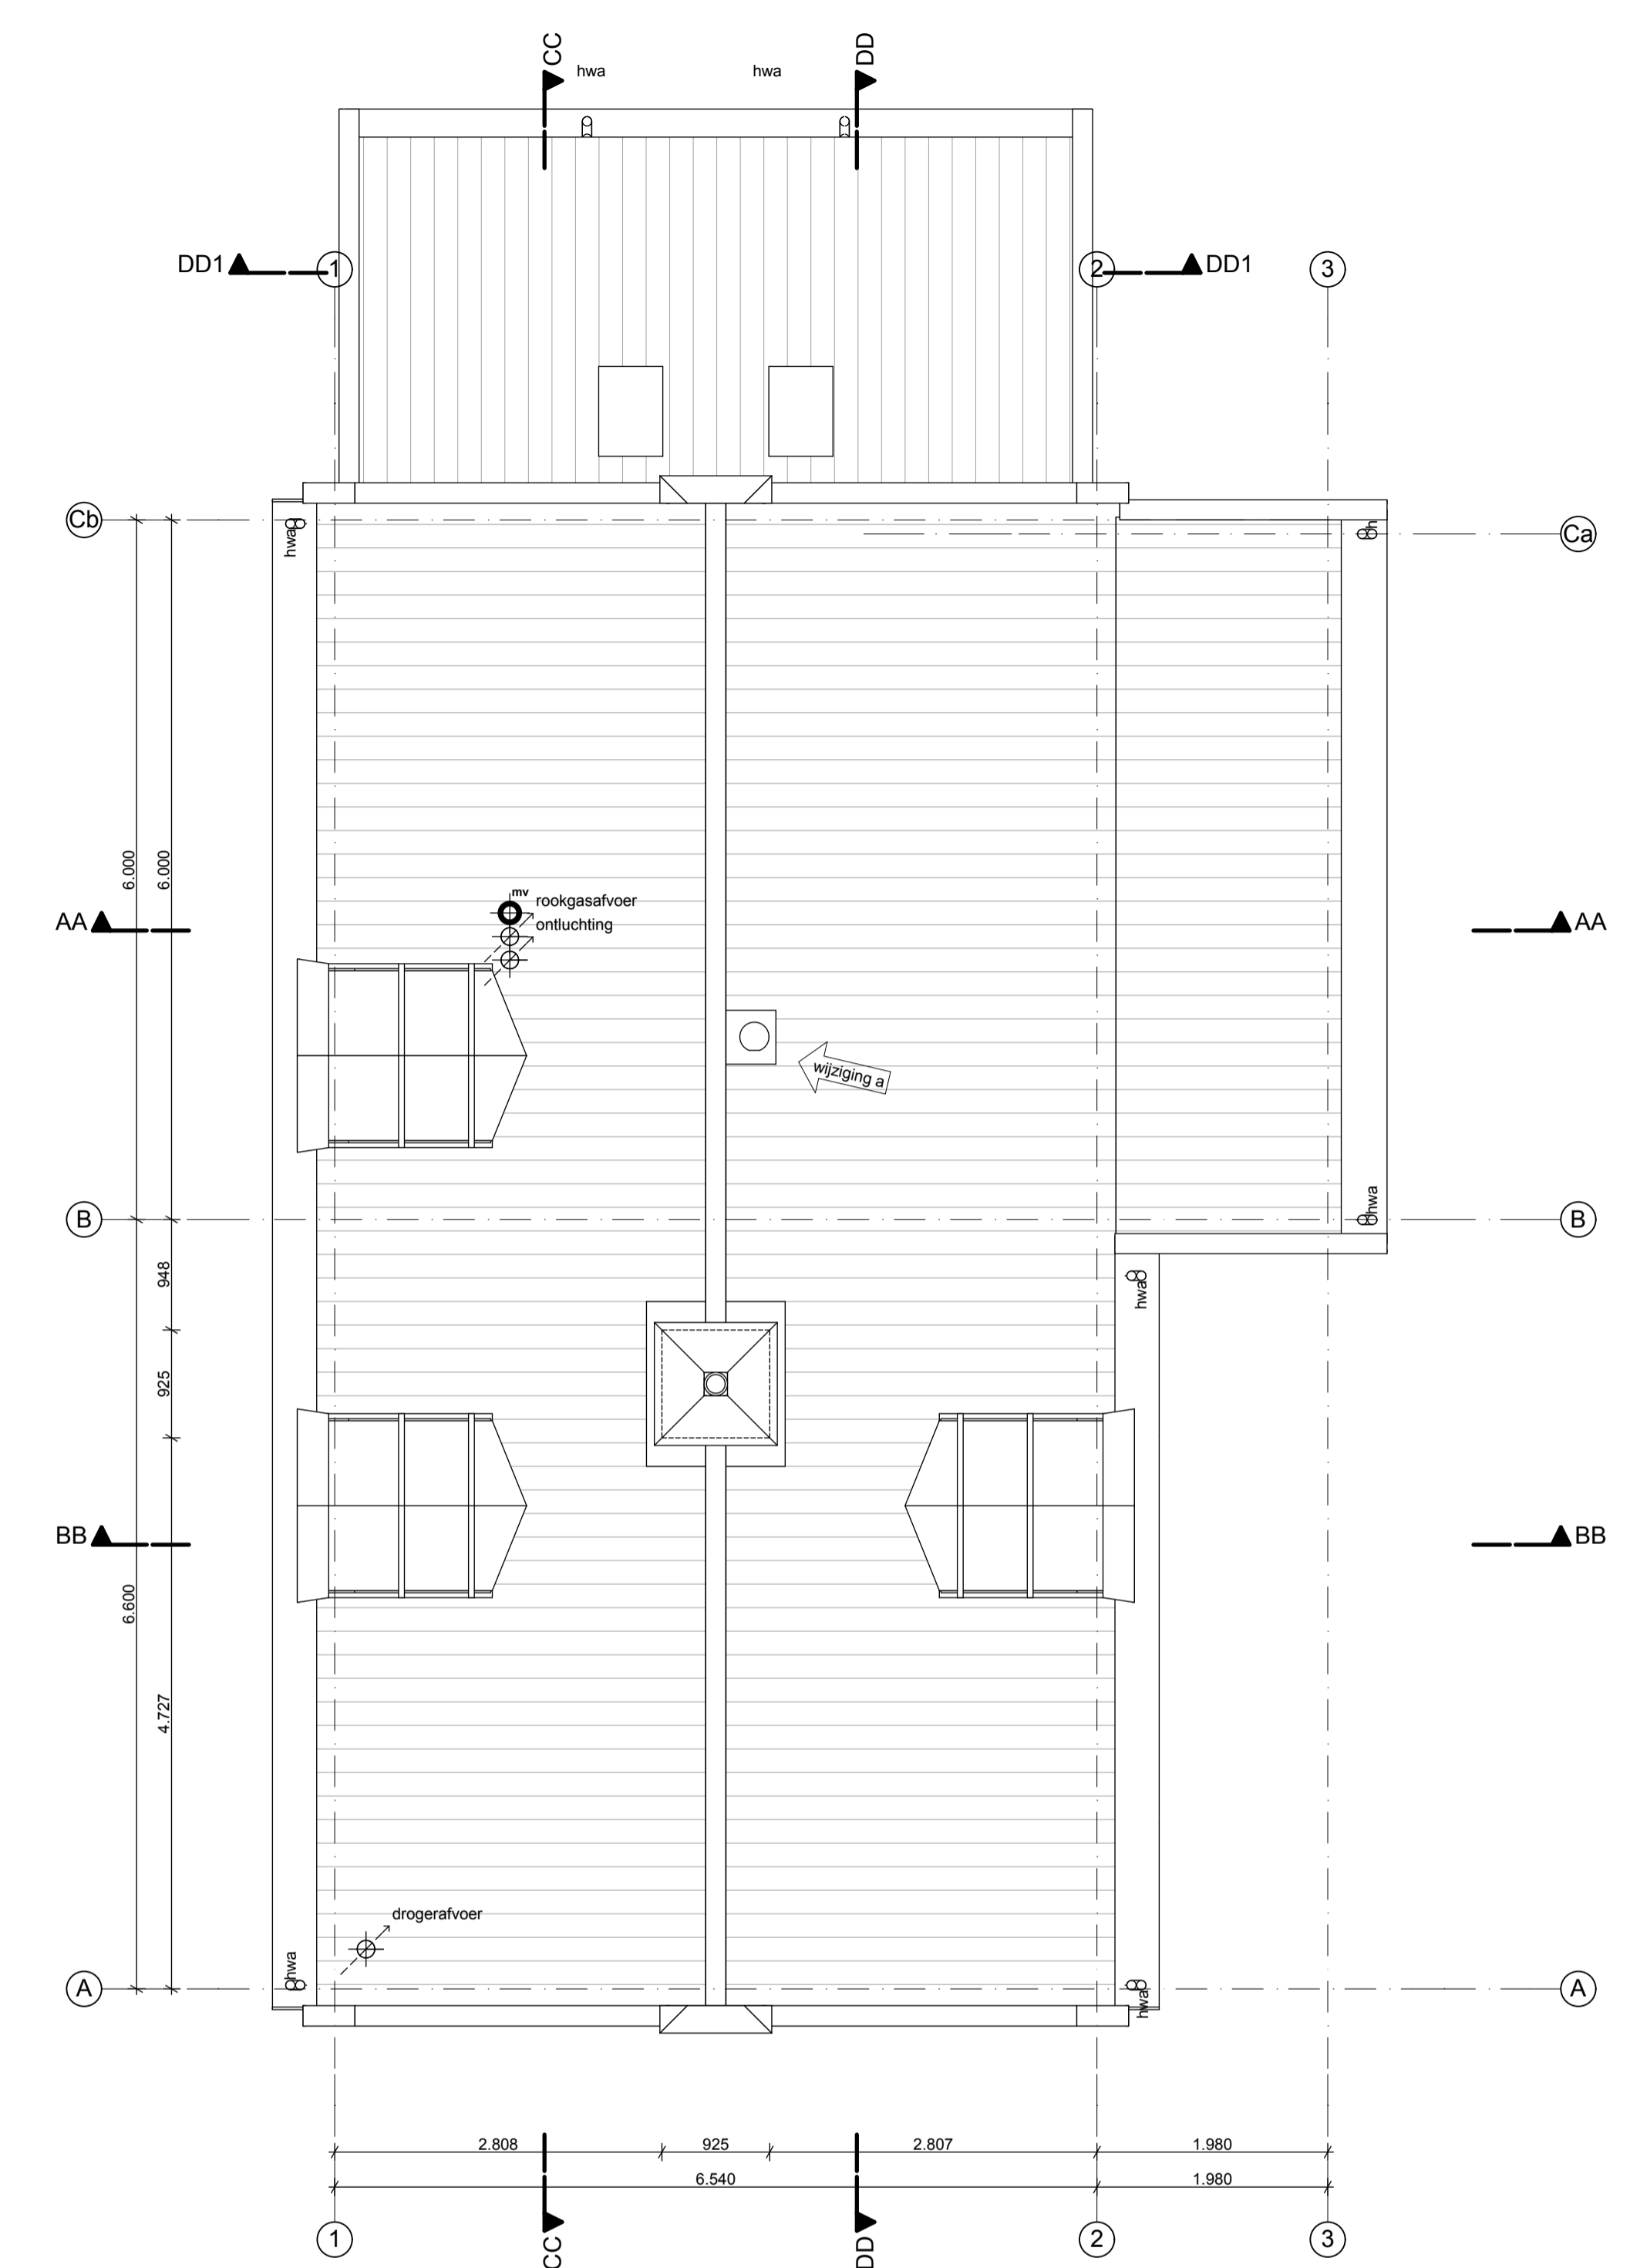 CC
hwa
hwa
DD
DD1
1
2
DD1
3
Cb
hwa
h
Ca
6.000
6.000
mv
rookgasafvoer
ontluchting
AA
AA
wijziging a
hwa
B
B
948
hwa
925
BB
BB
6.600
4.727
drogerafvoer
hwa
A
hwa
A
2.808
925
2.807
1.980
6.540
1.980
1
CC
DD
2
3